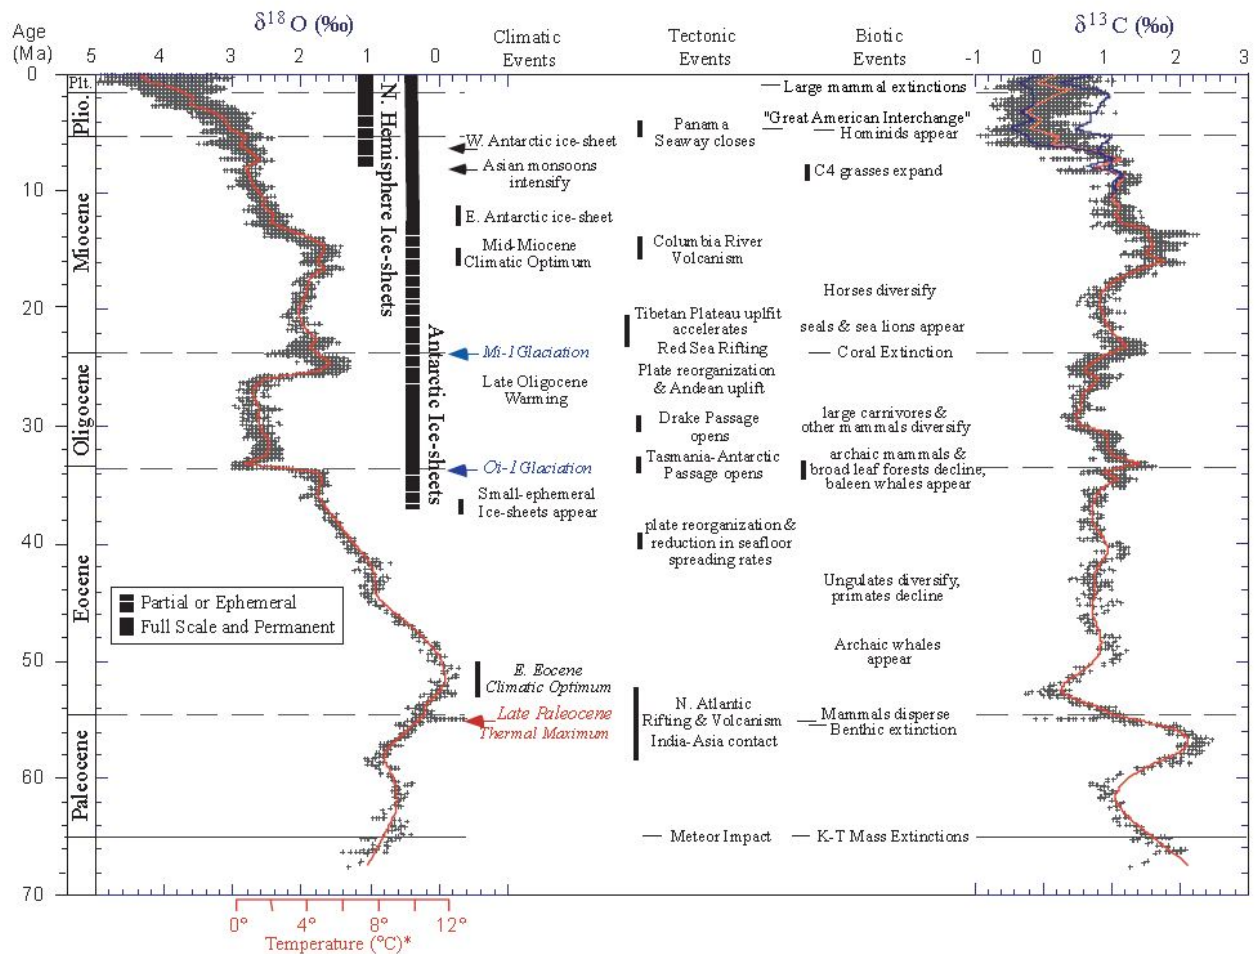 δ18O (‰)
δ13C (‰)
Age
(Ma)
5 4 3 2 1 0
Climatic
Events
Tectonic
Events
Biotic
Events
-1 0 1 2 3
0
10
20
30
40
50
60
70
Plt.
Plio.
Miocene
Oligocene
Eocene
Paleocene
N. Hemisphere Ice-sheets
Antarctic Ice-sheets
W. Antarctic ice-sheet
Asian monsoons
intensify
E. Antarctic ice-sheet
Mid-Miocene
Climatic Optimum
Mi-1 Glaciation
Late Oligocene
Warming
Oi-1 Glaciation
Small-ephemeral
Ice-sheets appear
E. Eocene
Climatic Optimum
Late Paleocene
Thermal Maximum
Panama
Seaway closes
Columbia River
Volcanism
Tibetan Plateau uplfit
accelerates
Red Sea Rifting
Plate reorganization
& Andean uplift
Drake Passage
opens
Tasmania-Antarctic
Passage opens
plate reorganization &
reduction in seafloor
spreading rates
N. Atlantic
Rifting & Volcanism
India-Asia contact
Meteor Impact
Large mammal extinctions
"Great American Interchange"
Hominids appear
C4 grasses expand
Horses diversify
seals & sea lions appear
Coral Extinction
large carnivores &
other mammals diversify
archaic mammals &
broad leaf forests decline,
baleen whales appear
Ungulates diversify,
primates decline
Archaic whales
appear
Mammals disperse
Benthic extinction
K-T Mass Extinctions
Partial or Ephemeral
Full Scale and Permanent
0° 4° 8° 12°
Temperature (°C)*